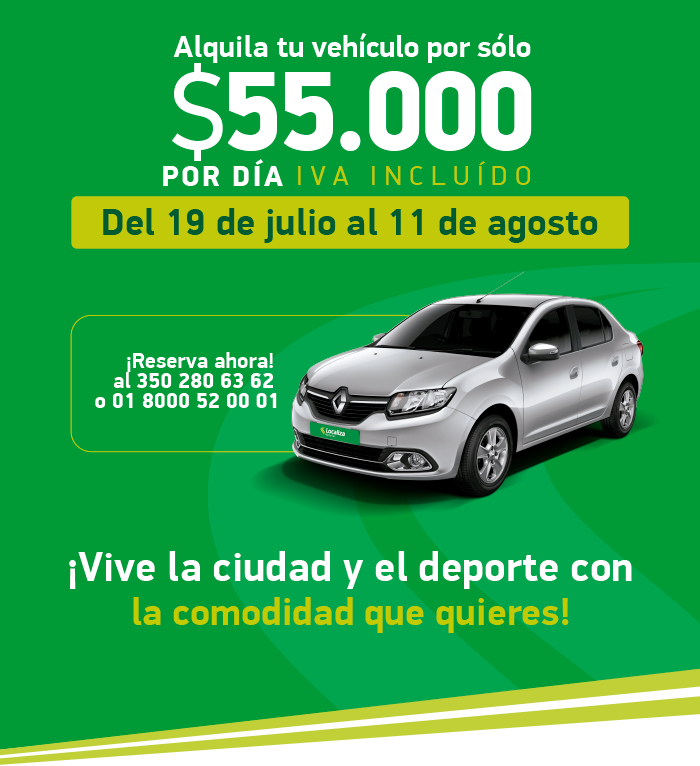 Alquila tu vehículo por sólo
$55.000
POR DÍA IVA INCLUÍDO
Del 19 de julio al 11 de agosto
¡Reserva ahora!
al 350 280 63 62
o 01 8000 52 00 01
Localiza
¡Vive la ciudad y el deporte con
la comodidad que quieres!